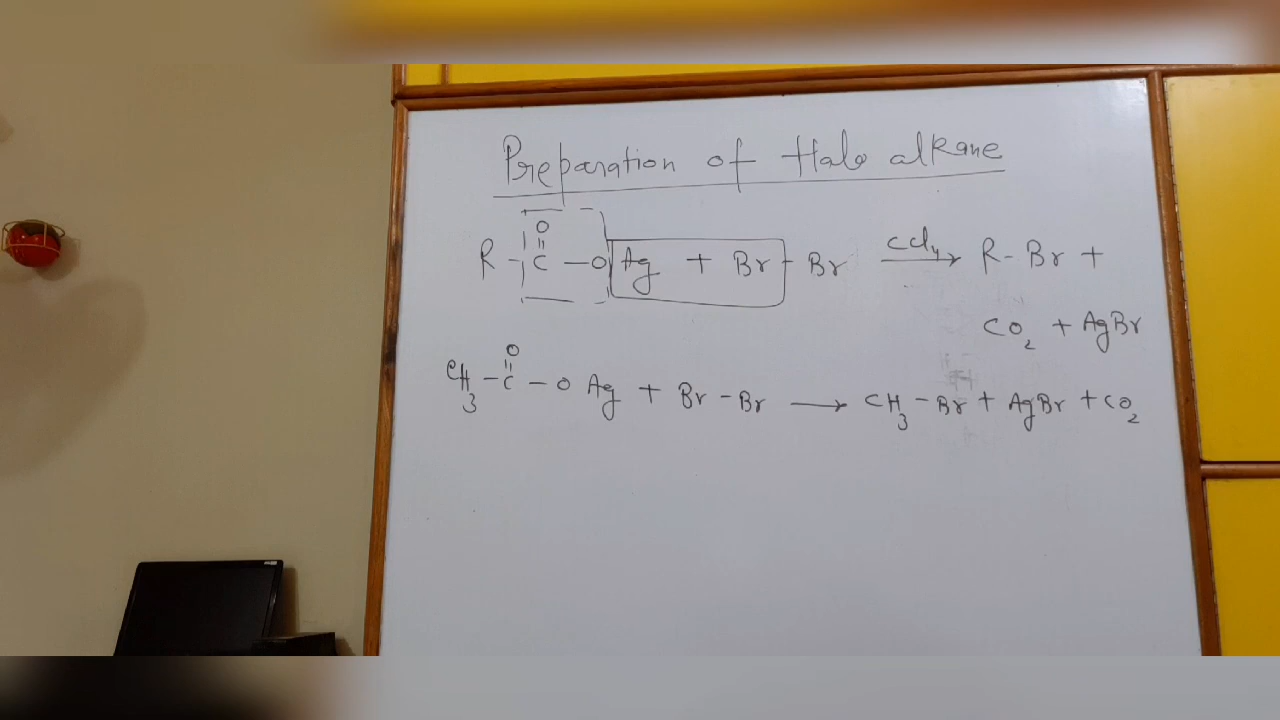 Preparation of Halo alkane
O
R - C - O Ag + Br - Br CCl4 → R - Br +
CO2 + AgBr
O
CH3 - C - O Ag + Br - Br → CH3 - Br + AgBr + CO2